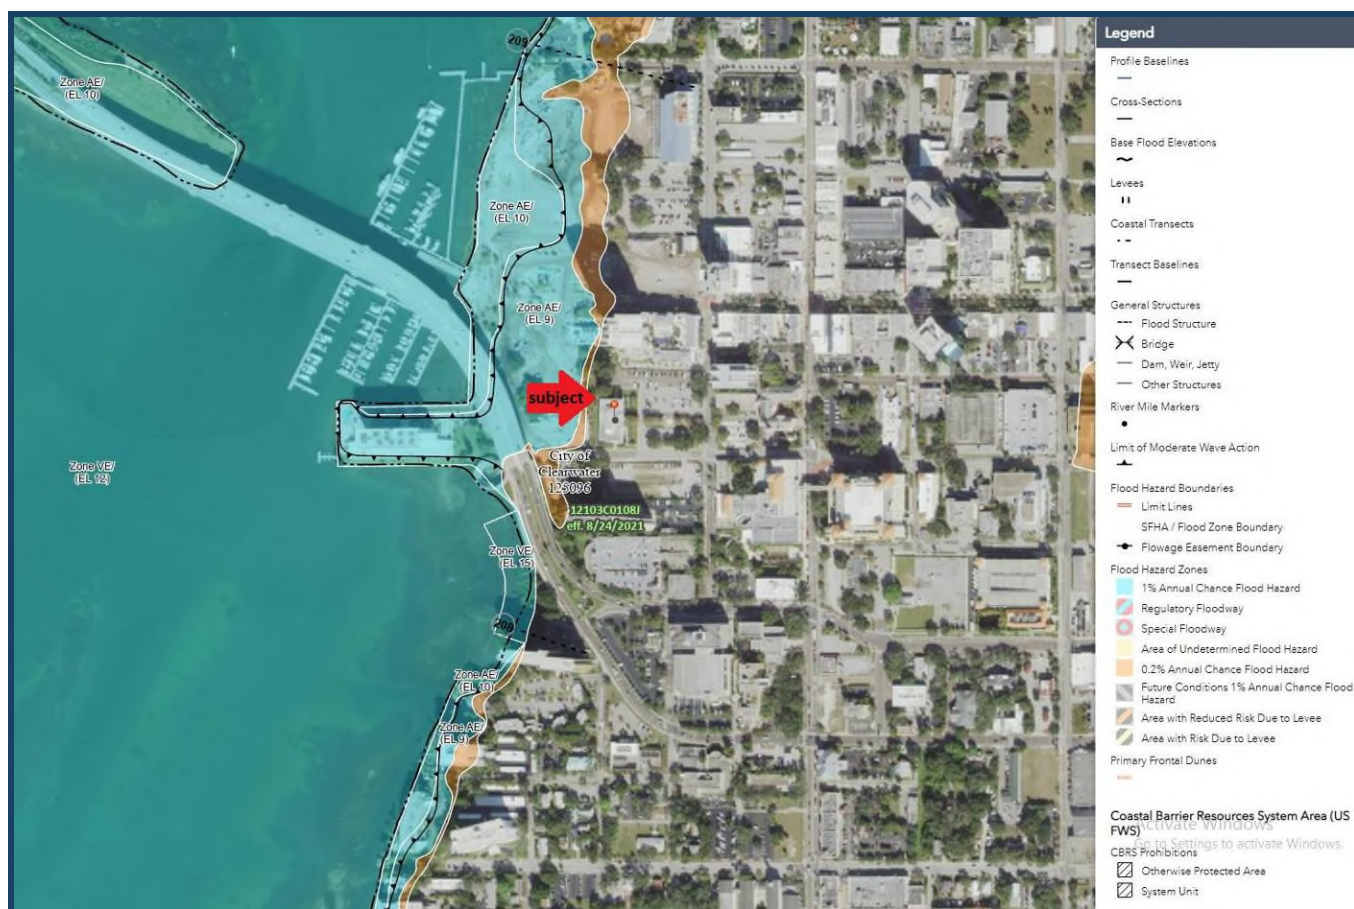 209
Zone AE/
(EL 10)
Zone AE/
(EL 10)
Zone AE/
(EL 9)
subject
City of
Clearwater
125096
Zone VE/
(EL 12)
12103C0108J
eff. 8/24/2021
Zone VE/
(EL 15)
208
Zone AE/
(EL 10)
Zone AE/
(EL 9)
Legend
Profile Baselines
Cross-Sections
Base Flood Elevations
Levees
Coastal Transects
Transect Baselines
General Structures
Flood Structure
Bridge
Dam, Weir, Jetty
Other Structures
River Mile Markers
Limit of Moderate Wave Action
Flood Hazard Boundaries
Limit Lines
SFHA / Flood Zone Boundary
Flowage Easement Boundary
Flood Hazard Zones
1% Annual Chance Flood Hazard
Regulatory Floodway
Special Floodway
Area of Undetermined Flood Hazard
0.2% Annual Chance Flood Hazard
Future Conditions 1% Annual Chance Flood
Hazard
Area with Reduced Risk Due to Levee
Area with Risk Due to Levee
Primary Frontal Dunes
Coastal Barrier Resources System Area (US
FWS)
Activate Windows
Go to Settings to activate Windows.
CBRS Prohibitions
Otherwise Protected Area
System Unit